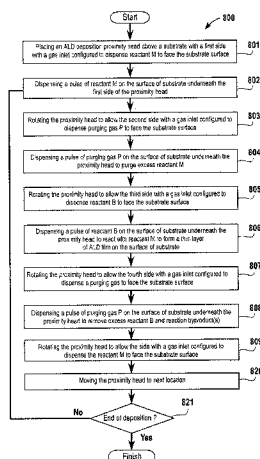 Start
800
Placing an ALD deposition proximity head above a substrate with a first side
with a gas inlet configured to dispense reactant M to face the substrate surface
801
Dispensing a pulse of reactant M on the surface of substrate underneath the
first side of the proximity head
802
Rotating the proximity head to allow the second side with a gas inlet configured to
dispense purging gas P to face the substrate surface
803
Dispensing a pulse of purging gas P on the surface of substrate underneath the
proximity head to purge excess reactant M
804
Rotating the proximity head to allow the third side with a gas inlet configured to
dispense reactant B to face the substrate surface
805
Dispensing a pulse of reactant B on the surface of substrate underneath the
proximity head to react with reactant M to form a thin layer
of ALD film on the surface of substrate
806
Rotating the proximity head to allow the fourth side with a gas inlet configured to
dispense a purging gas to face the substrate surface
807
Dispensing a pulse of purging gas P on the surface of substrate underneath the
proximity head to remove excess reactant B and reaction byproduct(s)
808
Rotating the proximity head to allow the side with a gas inlet configured to
dispense the reactant M to face the substrate surface
809
Moving the proximity head to next location
820
No
End of deposition ?
821
Yes
Finish